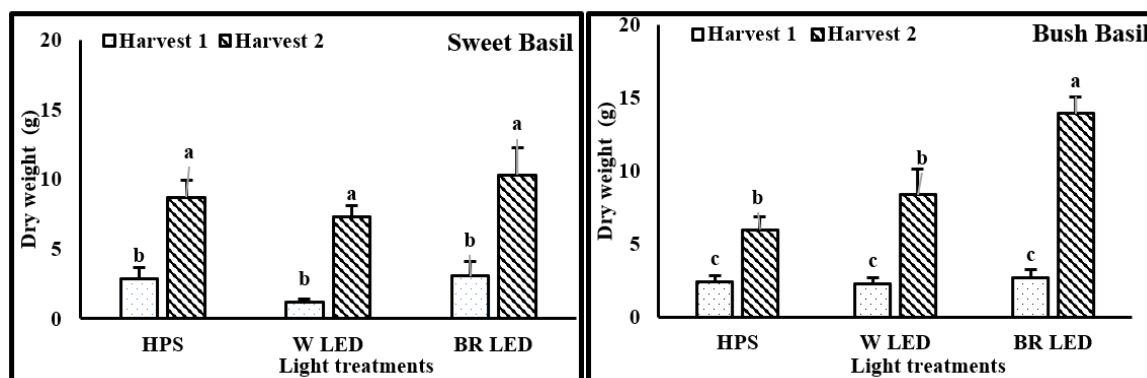 Harvest 1 Harvest 2 Sweet Basil
20
15
10
5
0
Dry weight (g)
a
a
a
b
b
b
HPS W LED BR LED
Light treatments
Harvest 1 Harvest 2 Bush Basil
20
15
10
5
0
Dry weight (g)
a
b
b
c
c
c
HPS W LED BR LED
Light treatments